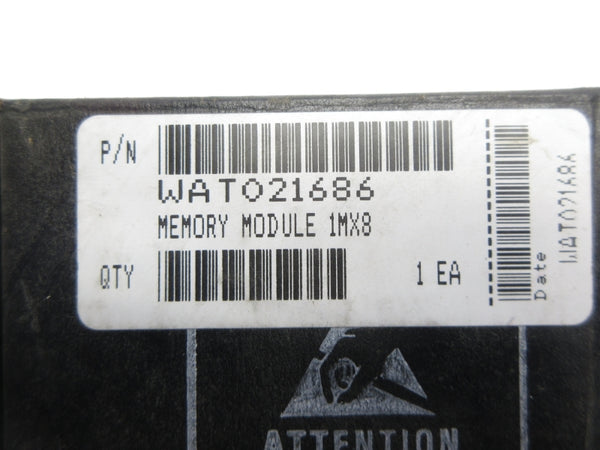 P/N
WAT021686
MEMORY MODULE 1MX8
QTY 1 EA
Date
WAT021686
ATTENTION